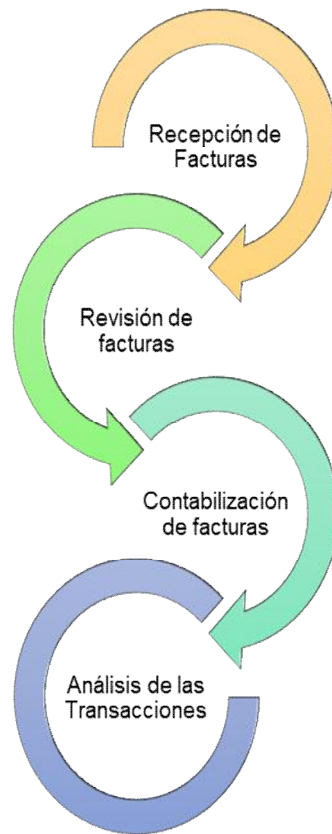 Recepción de
Facturas
Revisión de
facturas
Contabilización
de facturas
Análisis de las
Transacciones